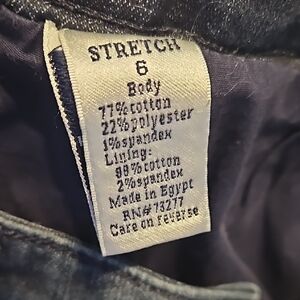 STRETCH
6
Body
77%cotton
22%polyester
1%spandex
Lining:
98%cotton
2%spandex
Made in Egypt
RN#73277
Care on reverse